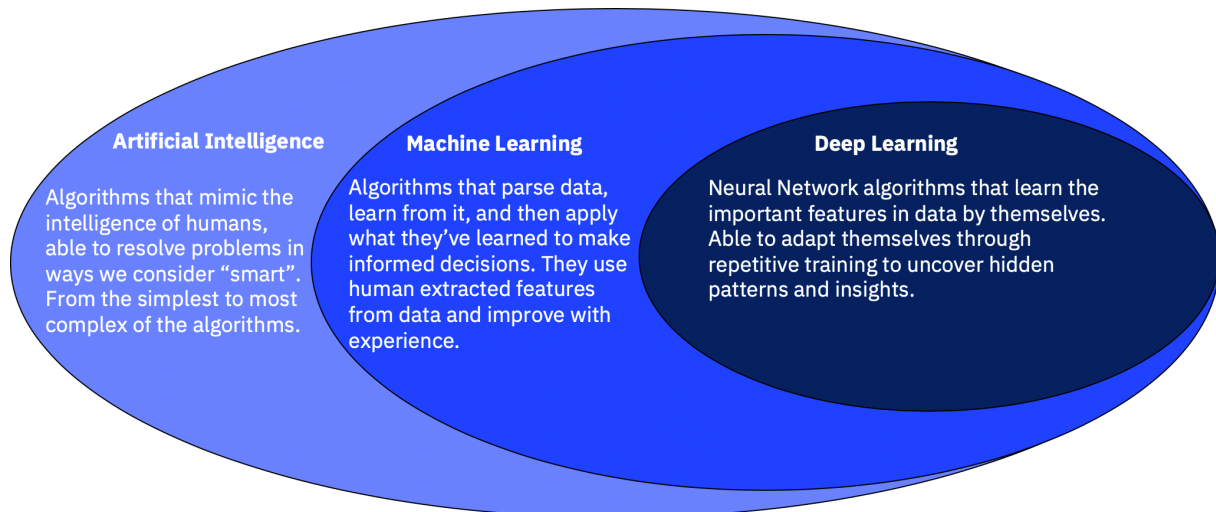 Artificial Intelligence
Algorithms that mimic the
intelligence of humans,
able to resolve problems in
ways we consider “smart”.
From the simplest to most
complex of the algorithms.
Machine Learning
Algorithms that parse data,
learn from it, and then apply
what they’ve learned to make
informed decisions. They use
human extracted features
from data and improve with
experience.
Deep Learning
Neural Network algorithms that learn the
important features in data by themselves.
Able to adapt themselves through
repetitive training to uncover hidden
patterns and insights.